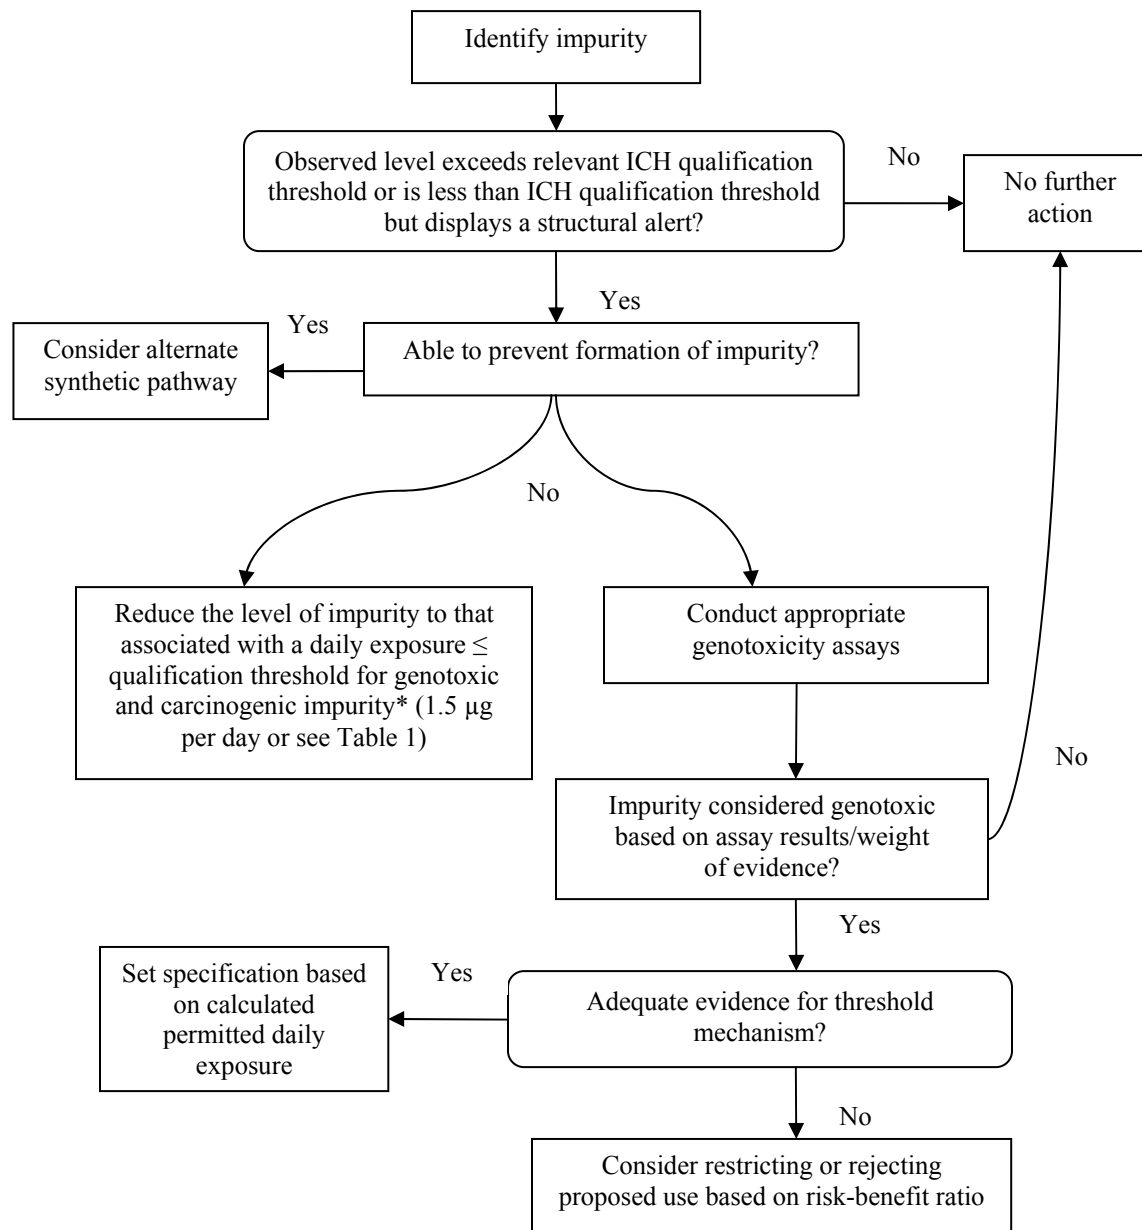 Identify impurity
Observed level exceeds relevant ICH qualification
threshold or is less than ICH qualification threshold
but displays a structural alert?
No
No further
action
Yes
Yes
Consider alternate
synthetic pathway
Able to prevent formation of impurity?
No
Reduce the level of impurity to that
associated with a daily exposure ≤
qualification threshold for genotoxic
and carcinogenic impurity* (1.5 µg
per day or see Table 1)
Conduct appropriate
genotoxicity assays
No
Impurity considered genotoxic
based on assay results/weight
of evidence?
Yes
Set specification based
on calculated
permitted daily
exposure
Yes
Adequate evidence for threshold
mechanism?
No
Consider restricting or rejecting
proposed use based on risk-benefit ratio